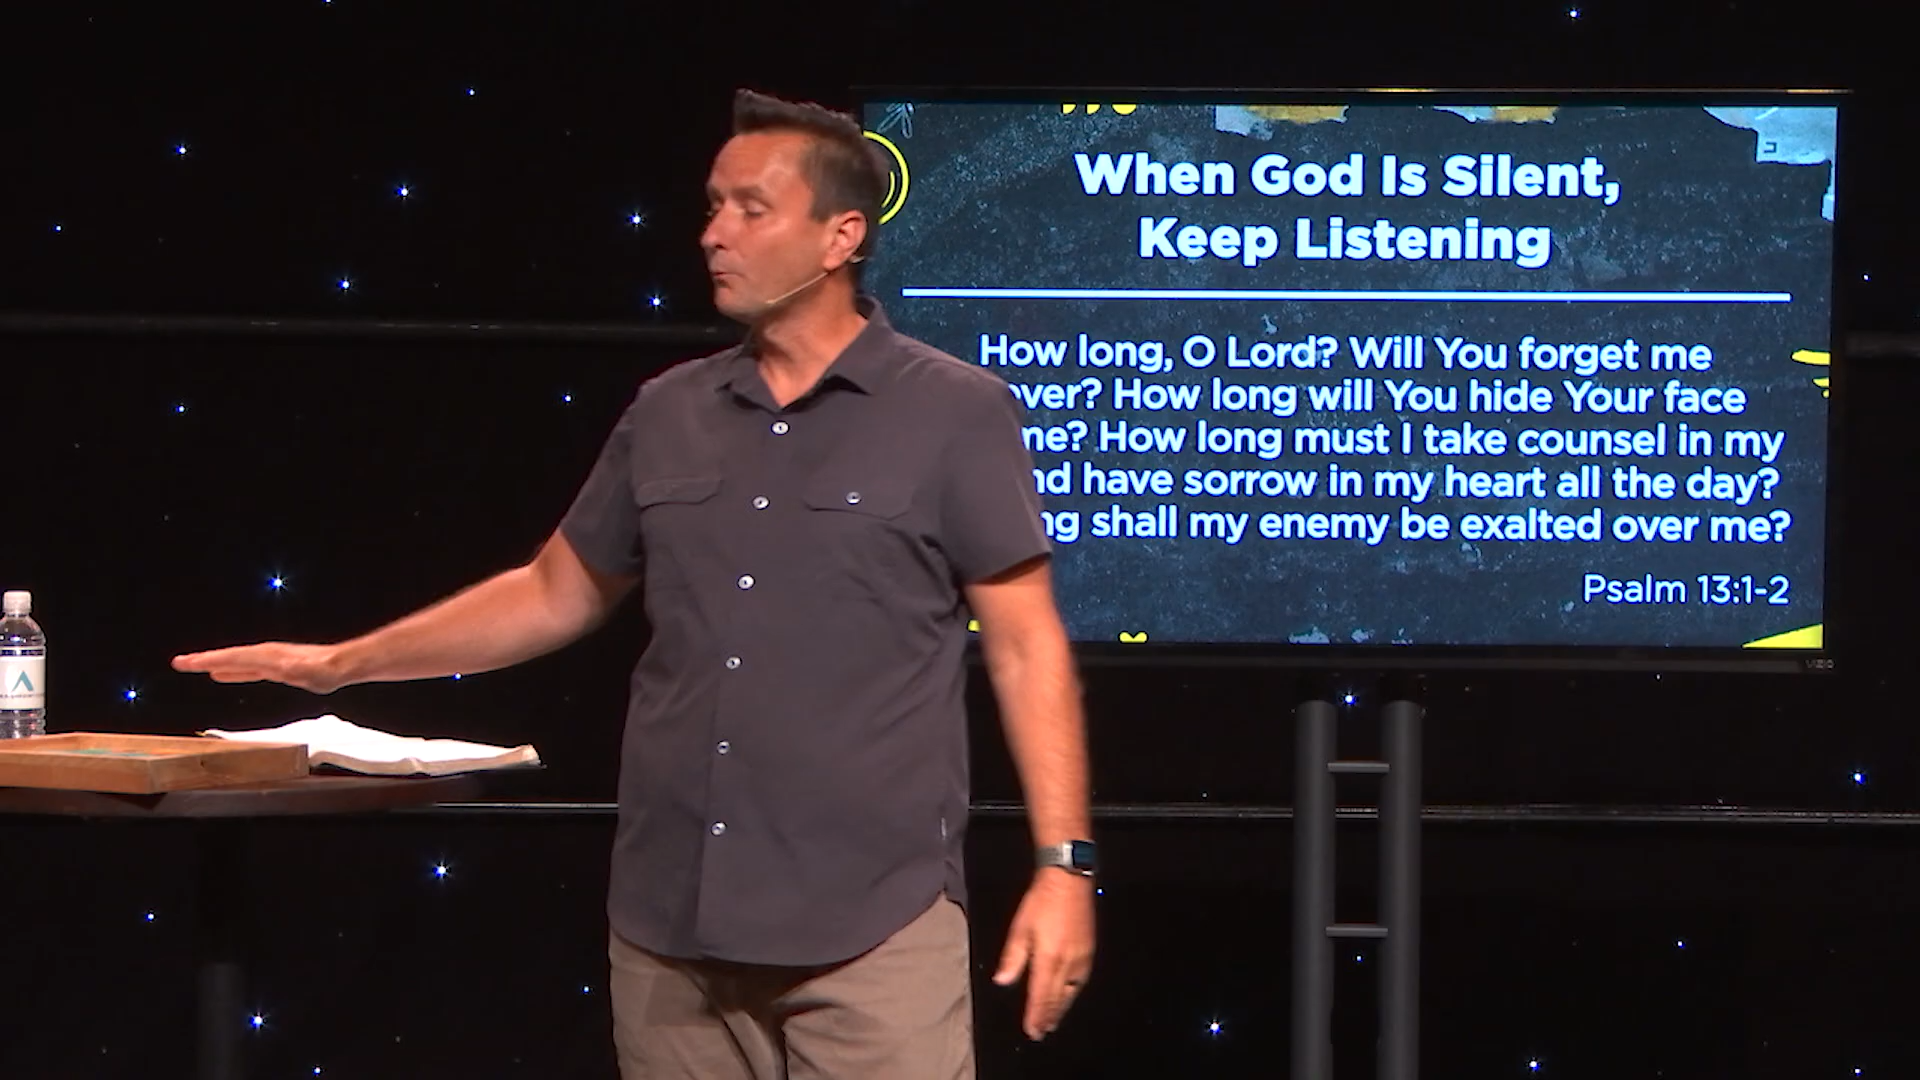 When God Is Silent,
Keep Listening
How long, O Lord? Will You forget me
over? How long will You hide Your face
me? How long must I take counsel in my
nd have sorrow in my heart all the day?
ng shall my enemy be exalted over me?
Psalm 13:1-2
VIZIO